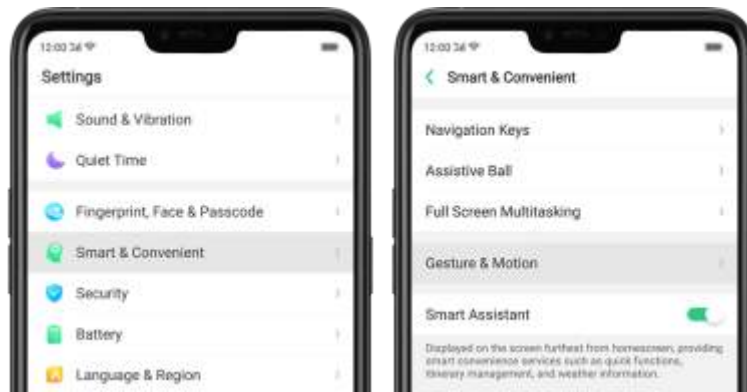 12:00
Settings
Sound & Vibration
Quiet Time
Fingerprint, Face & Passcode
Smart & Convenient
Security
Battery
Language & Region
12:00
Smart & Convenient
Navigation Keys
Assistive Ball
Full Screen Multitasking
Gesture & Motion
Smart Assistant
Displayed on the screen furthest from homescreen, providing
smart convenience services such as quick functions,
itinerary management, and weather information.